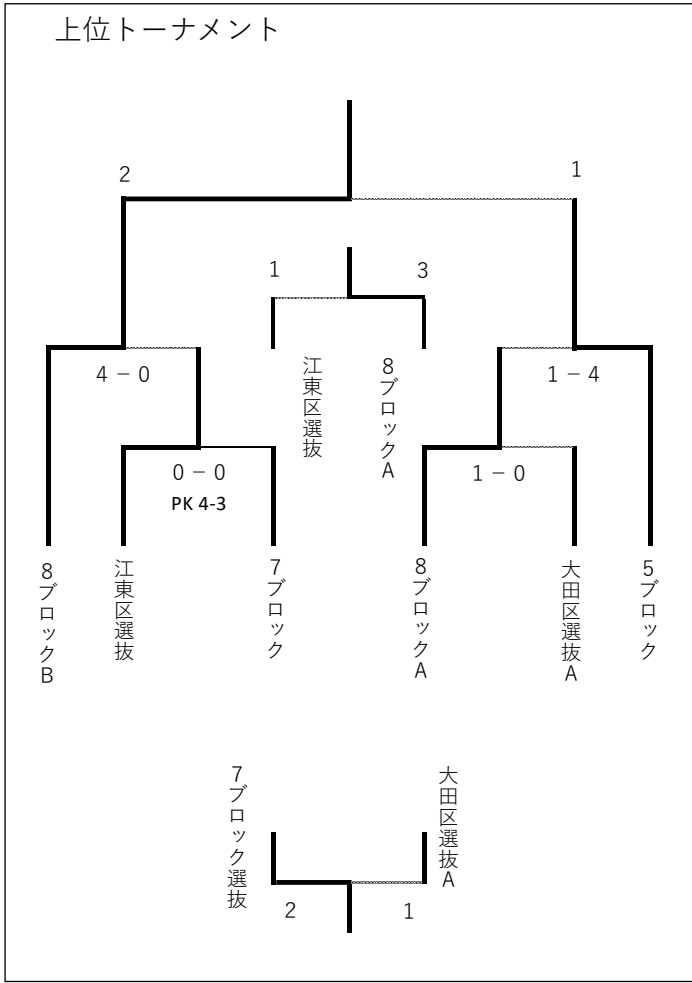 上位トーナメント
2
1
1
3
江東区選抜
8ブロックA
4－0
1－4
0－0
PK 4-3
1－0
8ブロックB
江東区選抜
7ブロック
8ブロックA
大田区選抜A
5ブロック
7ブロック選抜
大田区選抜A
2
1